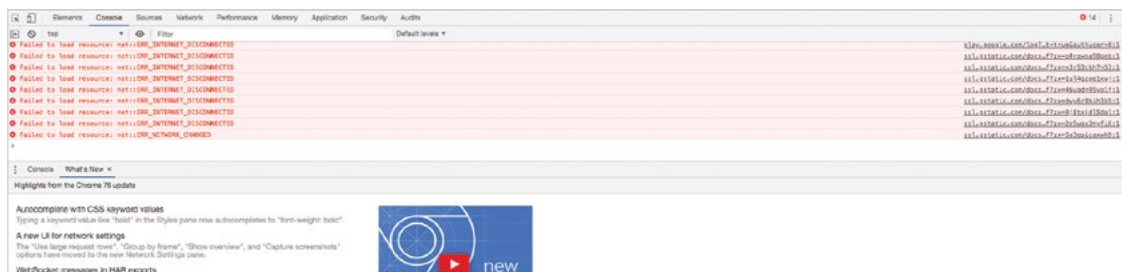 Elements Console Sources Network Performance Memory Application Security Audits 14
top Filter Default levels
Failed to load resource: net::ERR_INTERNET_DISCONNECTED
Failed to load resource: net::ERR_INTERNET_DISCONNECTED
Failed to load resource: net::ERR_INTERNET_DISCONNECTED
Failed to load resource: net::ERR_INTERNET_DISCONNECTED
Failed to load resource: net::ERR_INTERNET_DISCONNECTED
Failed to load resource: net::ERR_INTERNET_DISCONNECTED
Failed to load resource: net::ERR_INTERNET_DISCONNECTED
Failed to load resource: net::ERR_INTERNET_DISCONNECTED
Failed to load resource: net::ERR_NETWORK_CHANGED
Console What's New ×
Highlights from the Chrome 76 update
Autocomplete with CSS keyword values
Typing a keyword value like "bold" in the Styles pane now autocompletes to "font-weight: bold".
A new UI for network settings
The "Use large request rows", "Group by frame", "Show overview", and "Capture screenshots"
options have moved to the new Network Settings pane.
WebSocket messages in HAR exports
new